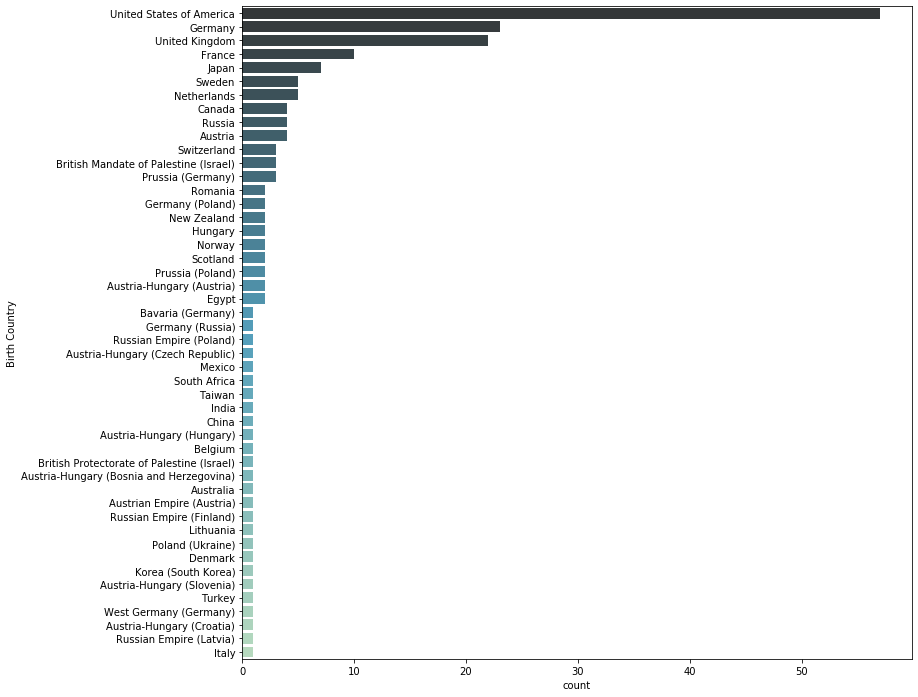 United States of America
Germany
United Kingdom
France
Japan
Sweden
Netherlands
Canada
Russia
Austria
Switzerland
British Mandate of Palestine (Israel)
Prussia (Germany)
Romania
Germany (Poland)
New Zealand
Hungary
Norway
Scotland
Prussia (Poland)
Austria-Hungary (Austria)
Egypt
Bavaria (Germany)
Germany (Russia)
Russian Empire (Poland)
Austria-Hungary (Czech Republic)
Mexico
South Africa
Taiwan
India
China
Austria-Hungary (Hungary)
Belgium
British Protectorate of Palestine (Israel)
Austria-Hungary (Bosnia and Herzegovina)
Australia
Austrian Empire (Austria)
Russian Empire (Finland)
Lithuania
Poland (Ukraine)
Denmark
Korea (South Korea)
Austria-Hungary (Slovenia)
Turkey
West Germany (Germany)
Austria-Hungary (Croatia)
Russian Empire (Latvia)
Italy
Birth Country
0 10 20 30 40 50
count